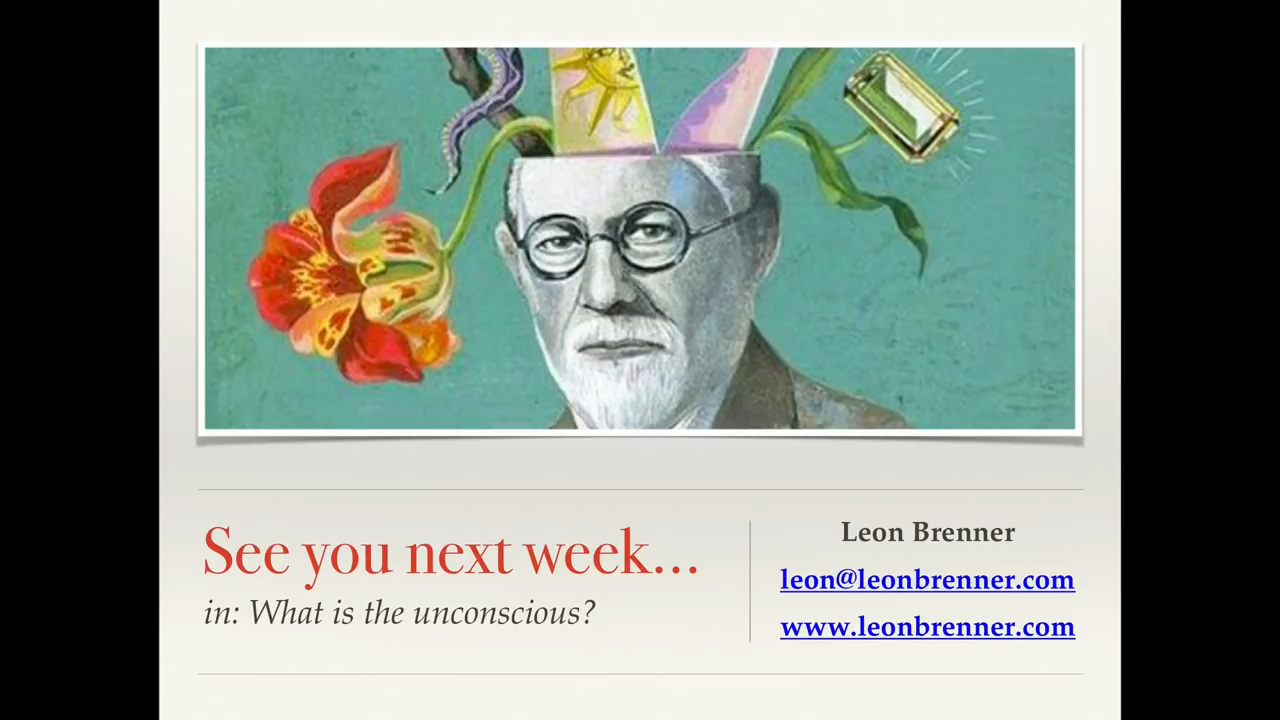 See you next week...
in: What is the unconscious?
Leon Brenner
leon@leonbrenner.com
www.leonbrenner.com